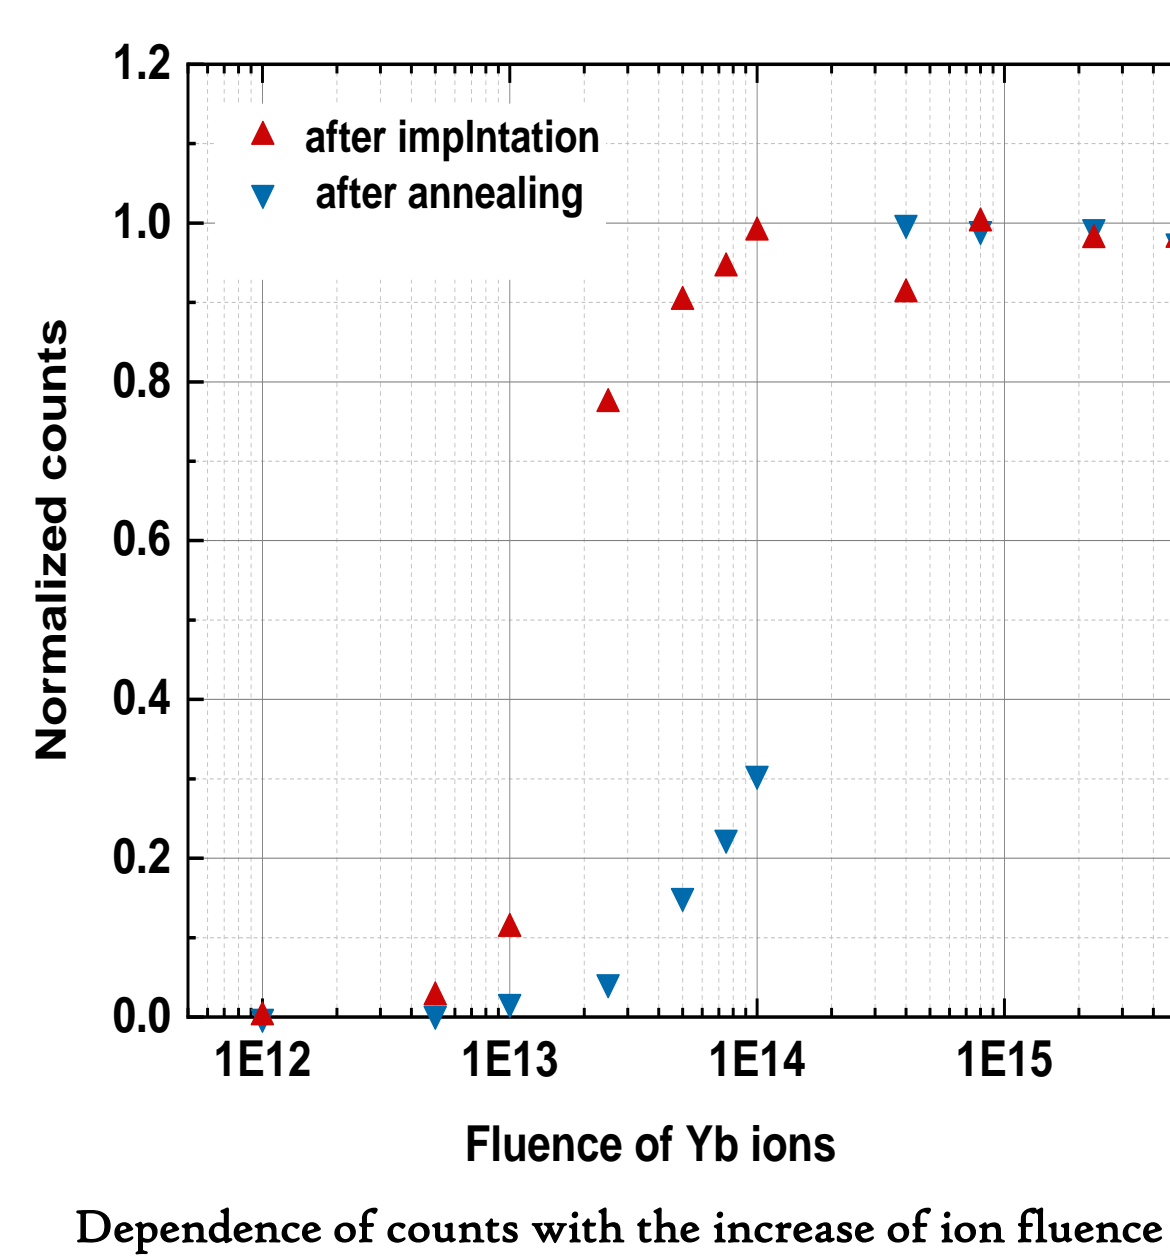 1.2
after implntation
after annealing
1.0
0.8
0.6
0.4
0.2
0.0
Normalized counts
1E12 1E13 1E14 1E15
Fluence of Yb ions
Dependence of counts with the increase of ion fluence